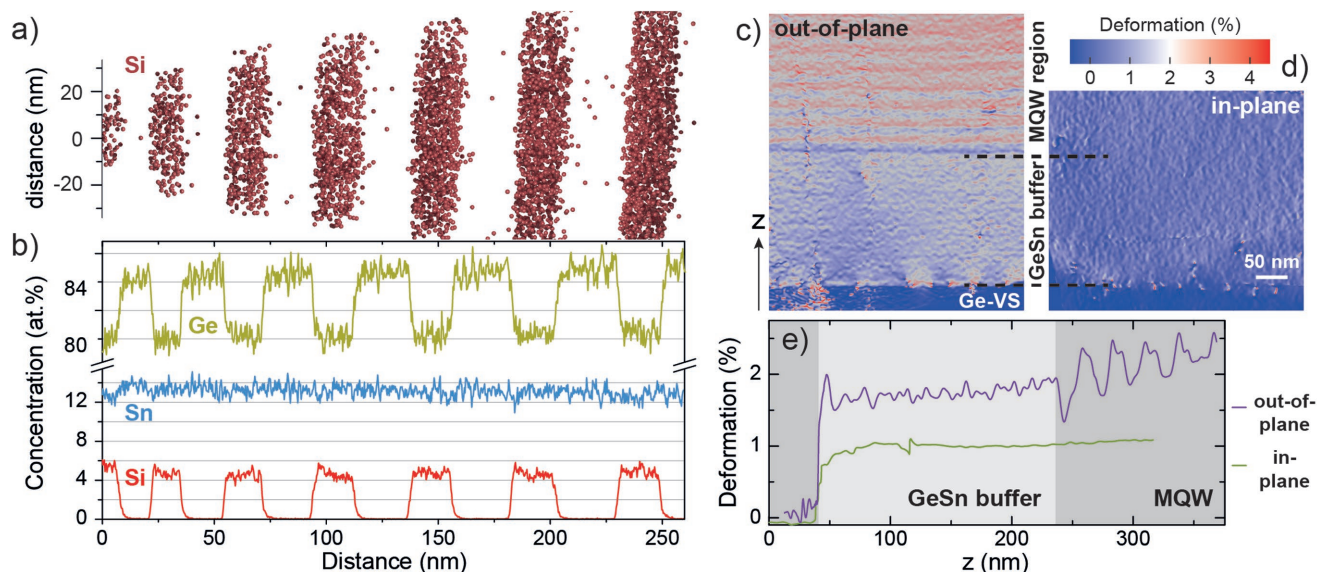 a)
Si
distance (nm)
20
0
-20
b)
Concentration (at.%)
84
80
12
8
4
0
Ge
Sn
Si
0
50
100
150
200
250
Distance (nm)
c)
out-of-plane
z
Ge-VS
GeSn buffer
MQW region
Deformation (%)
0
1
2
3
4
d)
in-plane
50 nm
e)
Deformation (%)
2
1
0
GeSn buffer
MQW
0
100
200
300
z (nm)
out-of-
plane
in-
plane